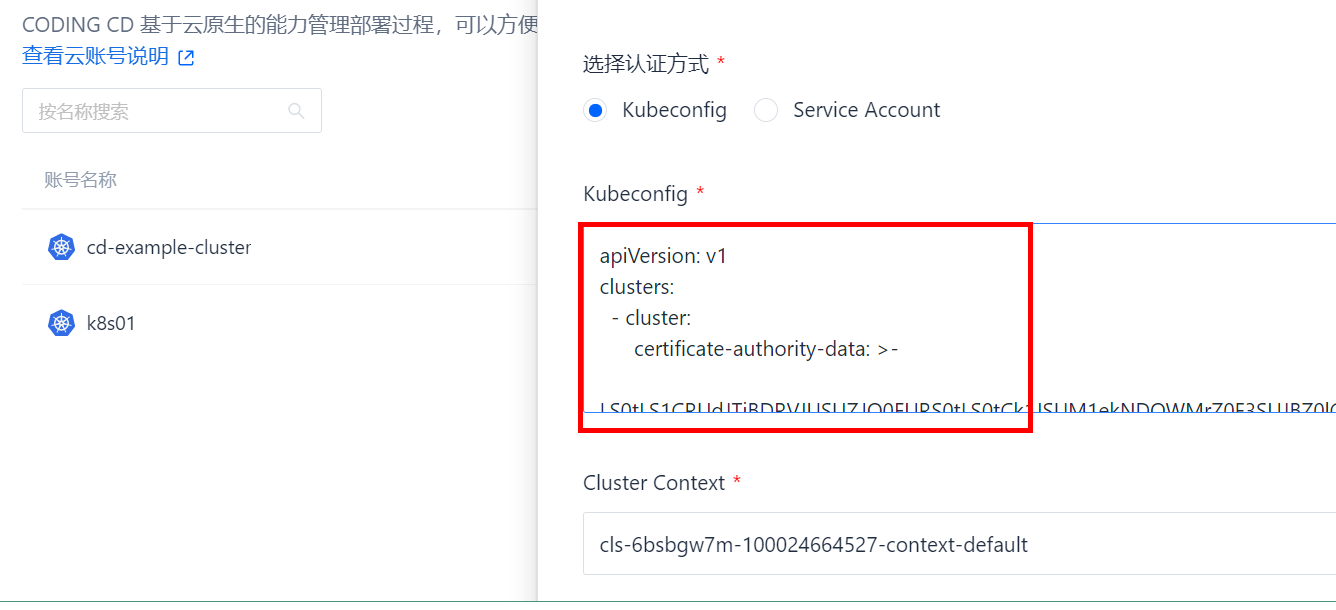 CODING CD 基于云原生的能力管理部署过程，可以方便
查看云账号说明
按名称搜索
账号名称
cd-example-cluster
k8s01
选择认证方式 *
Kubeconfig
Service Account
Kubeconfig *
apiVersion: v1
clusters:
- cluster:
certificate-authority-data: >-
Cluster Context *
cls-6bsbgw7m-100024664527-context-default